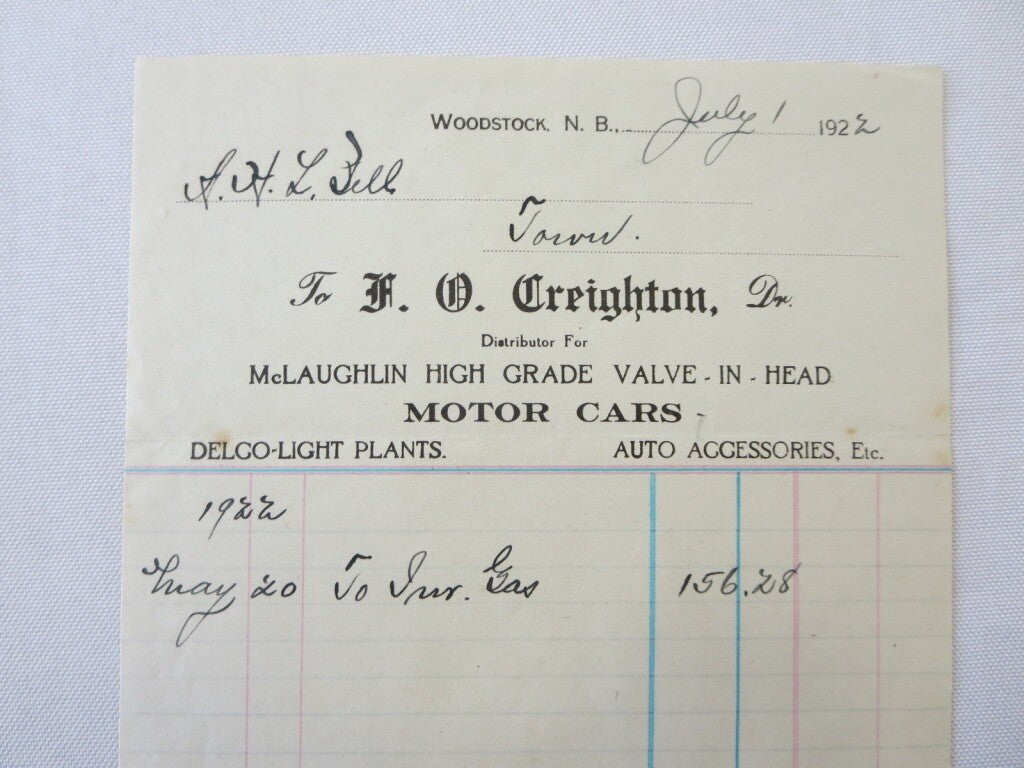 WOODSTOCK, N. B., July 1 1922
A. H. L. Bell
Town.
To F. O. Creighton, Dr.
Distributor For
McLAUGHLIN HIGH GRADE VALVE-IN-HEAD
MOTOR CARS
DELCO-LIGHT PLANTS. AUTO ACCESSORIES, Etc.
1922
May 20 To Inv. Gas 156.28